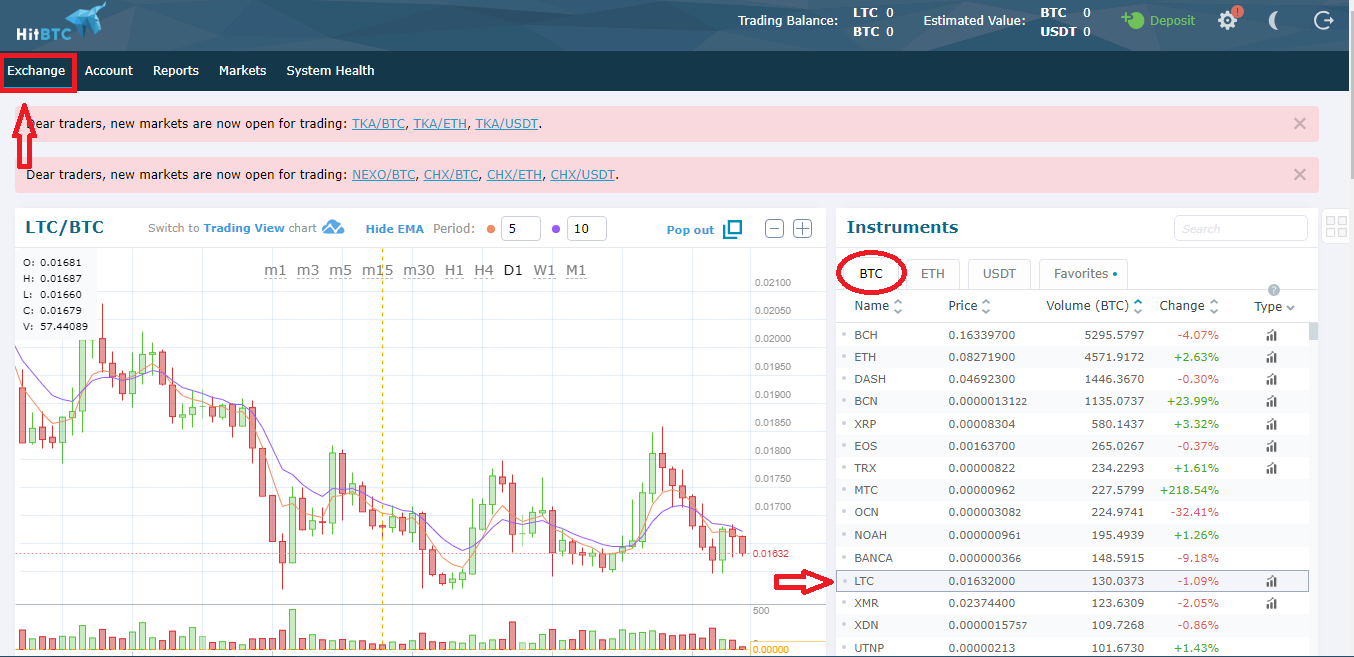 HitBTC
Trading Balance: LTC 0 Estimated Value: BTC 0 Deposit !
BTC 0 USDT 0
Exchange Account Reports Markets System Health
Dear traders, new markets are now open for trading: TKA/BTC, TKA/ETH, TKA/USDT.
Dear traders, new markets are now open for trading: NEXO/BTC, CHX/BTC, CHX/ETH, CHX/USDT.
LTC/BTC Switch to Trading View chart Hide EMA Period: 5 10 Pop out
O: 0.01681
H: 0.01687
L: 0.01660
C: 0.01679
V: 57.44089
m1 m3 m5 m15 m30 H1 H4 D1 W1 M1
0.02100
0.02050
0.02000
0.01950
0.01900
0.01850
0.01800
0.01750
0.01700
0.01632
500
0.00000
Instruments Search
BTC ETH USDT Favorites •
?
Name Price Volume (BTC) Change Type
BCH 0.16339700 5295.5797 -4.07%
ETH 0.08271900 4571.9172 +2.63%
DASH 0.04692300 1446.3670 -0.30%
BCN 0.0000013122 1135.0737 +23.99%
XRP 0.00008304 580.1437 +3.32%
EOS 0.00163700 265.0267 -0.37%
TRX 0.00000822 234.2293 +1.61%
MTC 0.00000962 227.5799 +218.54%
OCN 0.000003082 224.9741 -32.41%
NOAH 0.000000961 195.4939 +1.26%
BANCA 0.000000366 148.5915 -9.18%
LTC 0.01632000 130.0373 -1.09%
XMR 0.02374400 123.6309 -2.05%
XDN 0.0000015757 109.7268 -0.86%
UTNP 0.00000213 101.6730 +1.43%